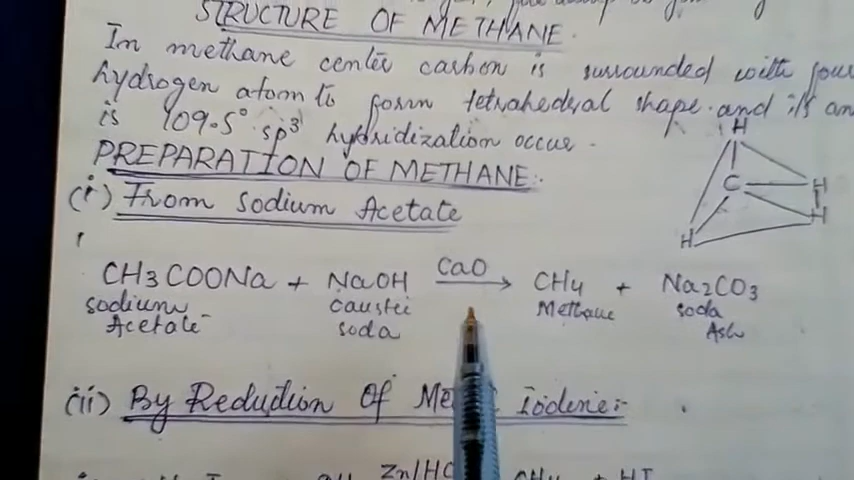 STRUCTURE OF METHANE.
In methane center carbon is surrounded with four
hydrogen atom to form tetrahedral shape. and it's an
is 109.5° sp3 hybridization occur.
PREPARATION OF METHANE:-
(i) From Sodium Acetate
H
C
H
H
H
CH3COONa + NaOH CaO → CH4 + Na2CO3
sodium Caustic Methane soda
Acetate soda Ash
(ii) By Reduction Of Me Iodene:-
Zn/HC CH4 + HI